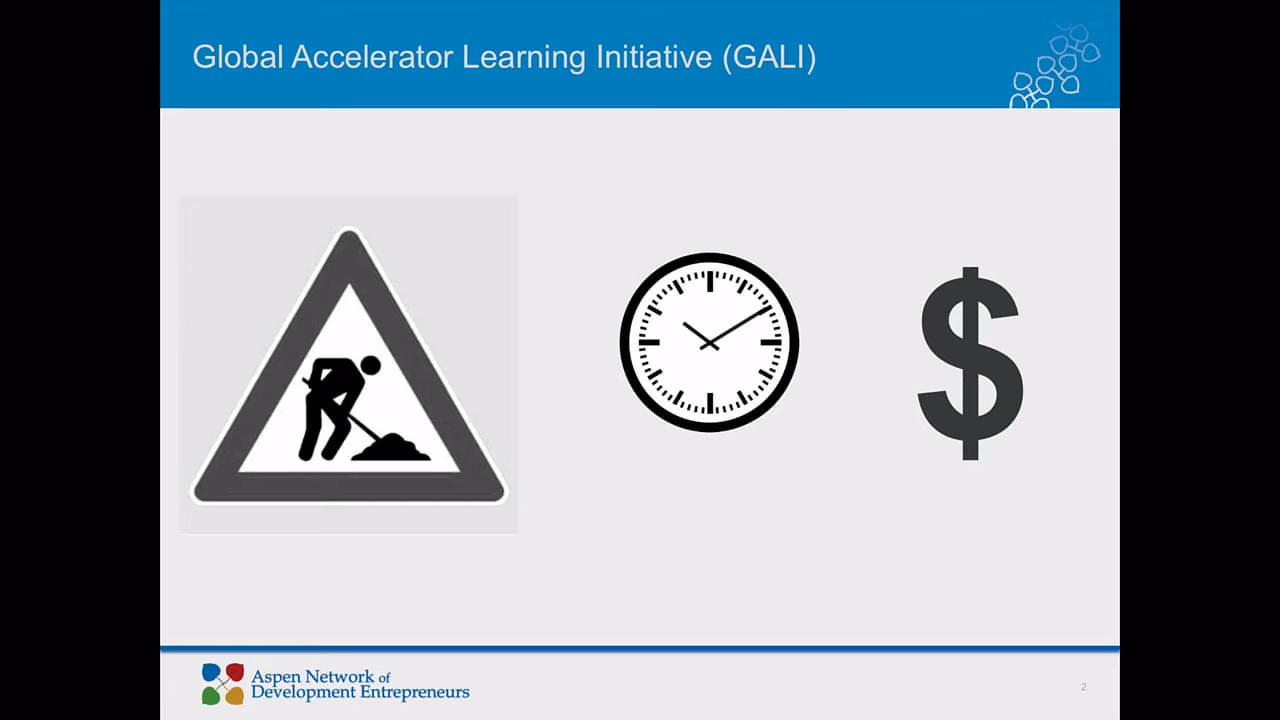 Global Accelerator Learning Initiative (GALI)
$
Aspen Network of
Development Entrepreneurs
2